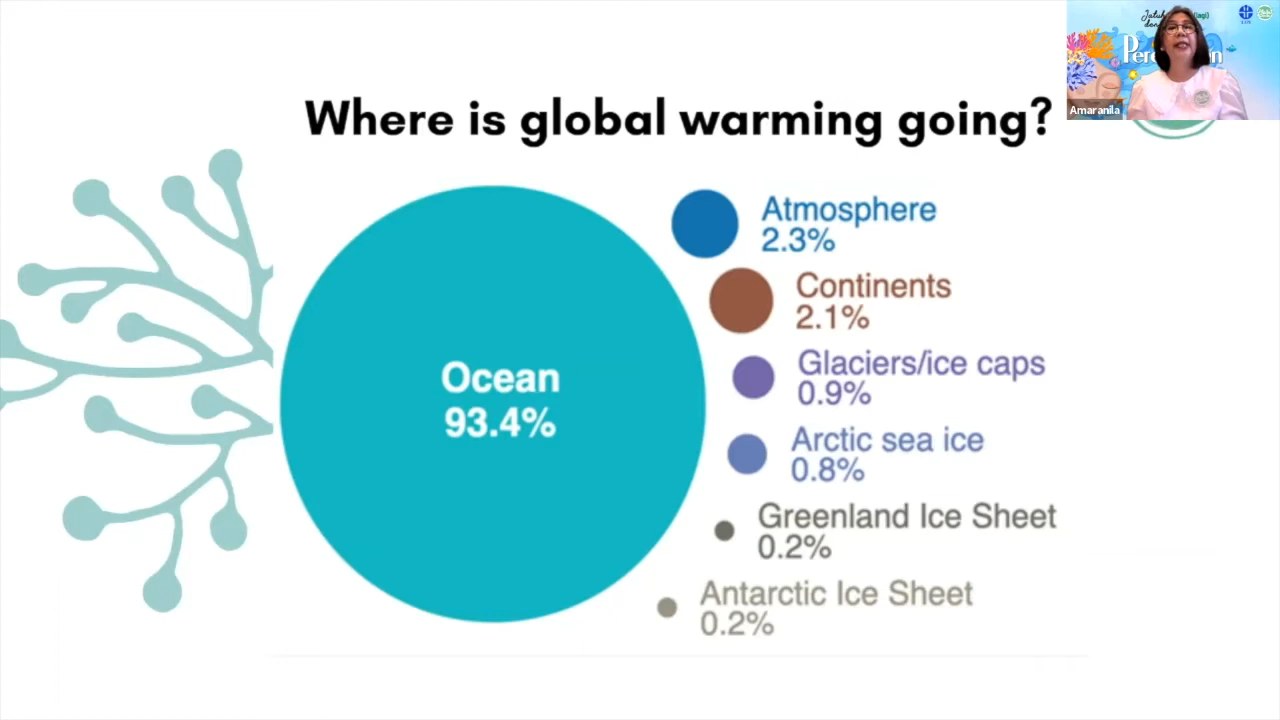 Where is global warming going?
Ocean
93.4%
Atmosphere
2.3%
Continents
2.1%
Glaciers/ice caps
0.9%
Arctic sea ice
0.8%
Greenland Ice Sheet
0.2%
Antarctic Ice Sheet
0.2%
Amaranila